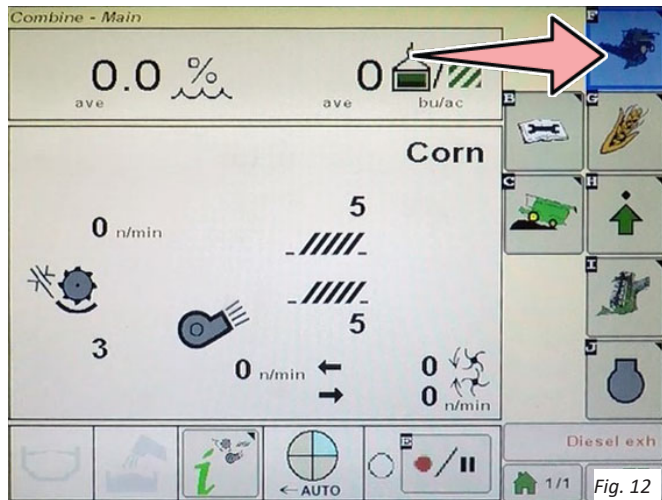 Combine - Main
F
0.0 %
ave
0 /
ave bu/ac
B
G
Corn
C
H
0 n/min
5
I
5
3
J
0 n/min
0
0 n/min
E
← AUTO
●/II
i
Diesel exh
1/1
Fig. 12